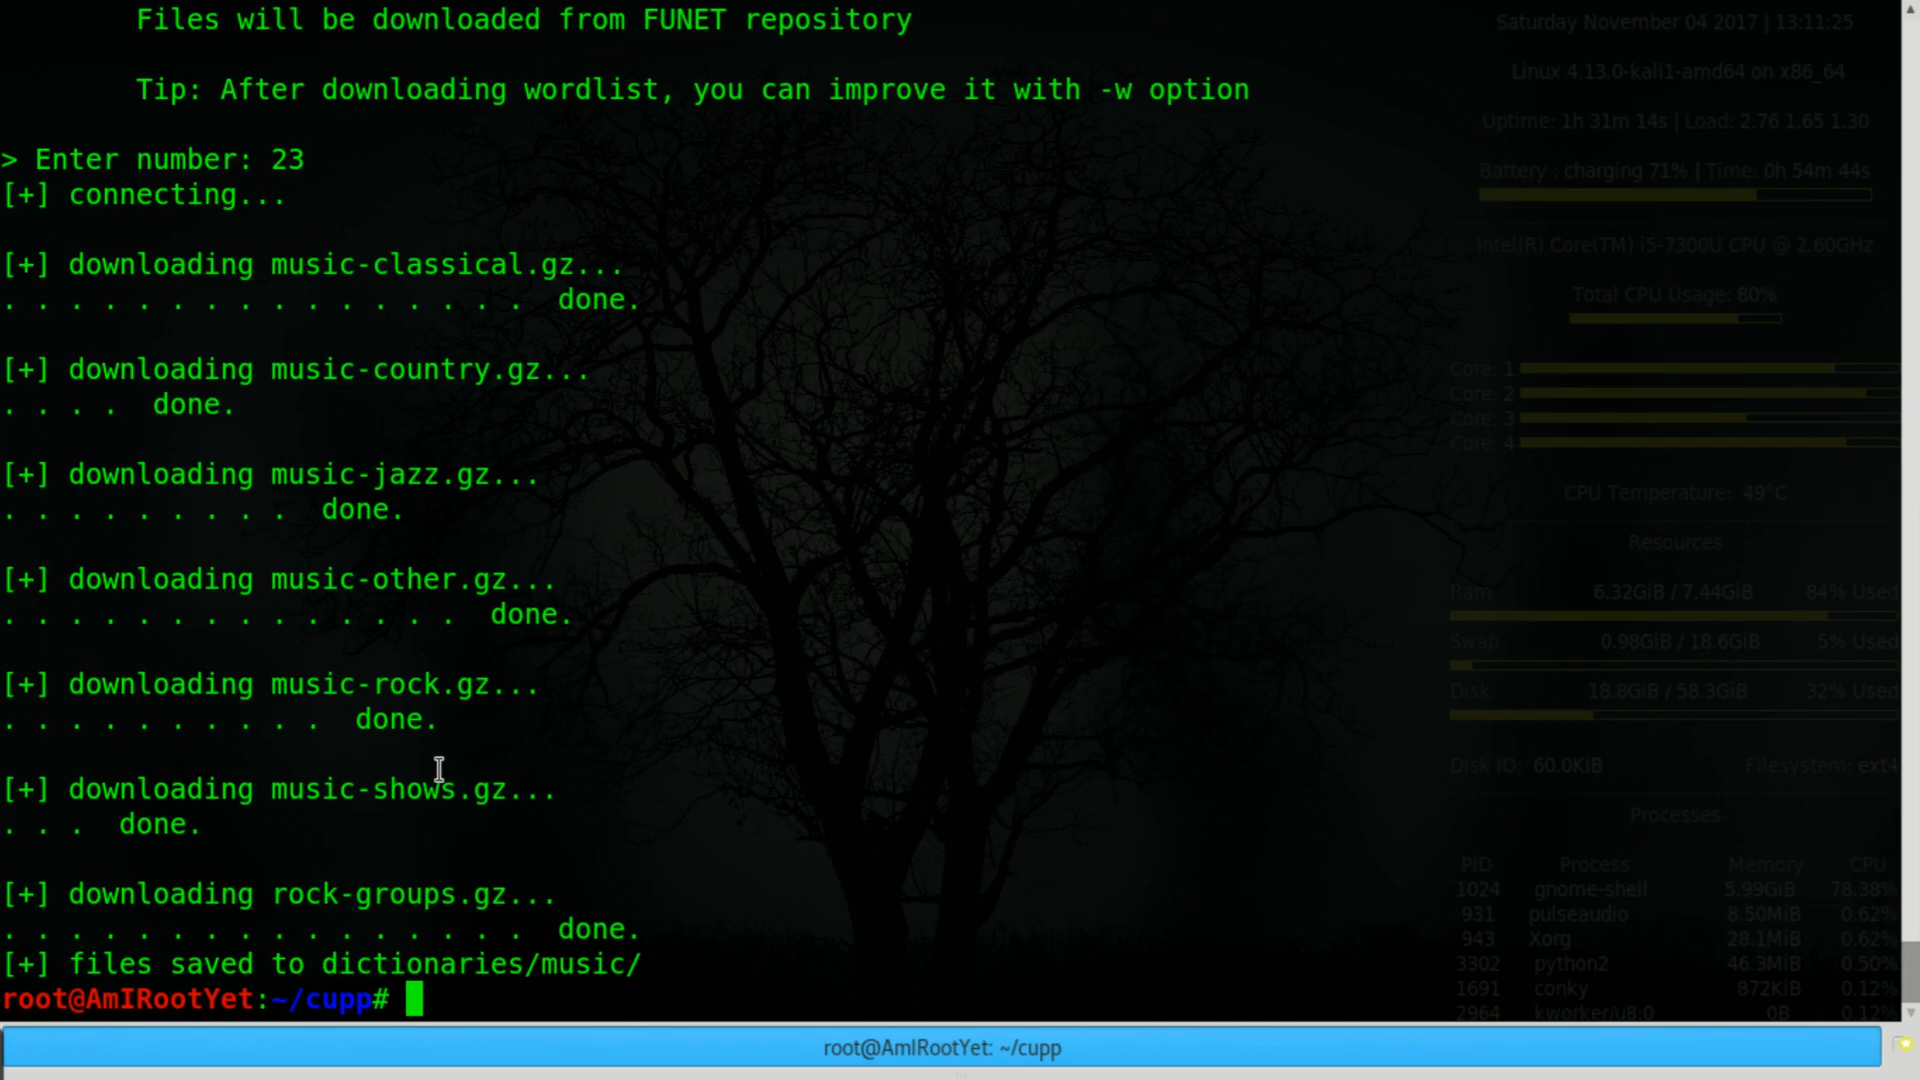 Files will be downloaded from FUNET repository
Tip: After downloading wordlist, you can improve it with -w option
> Enter number: 23
[+] connecting...
[+] downloading music-classical.gz...
. . . . . . . . . . . . . . . . done.
[+] downloading music-country.gz...
. . . . done.
[+] downloading music-jazz.gz...
. . . . . . . . . done.
[+] downloading music-other.gz...
. . . . . . . . . . . . . . done.
[+] downloading music-rock.gz...
. . . . . . . . . . done.
[+] downloading music-shows.gz...
. . . done.
[+] downloading rock-groups.gz...
. . . . . . . . . . . . . . . . done.
[+] files saved to dictionaries/music/
root@AmIRootYet:~/cupp#
Saturday November 04 2017 | 13:11:25
Linux 4.13.0-kali1-amd64 on x86_64
Uptime: 1h 31m 14s | Load: 2.76 1.65 1.30
Battery : charging 71% | Time: 0h 54m 44s
Intel(R) Core(TM) i5-7300U CPU @ 2.60GHz
Total CPU Usage: 80%
Core: 1
Core: 2
Core: 3
Core: 4
CPU Temperature: 49°C
Resources
Ram 6.32GiB / 7.44GiB 84% Used
Swap 0.98GiB / 18.6GiB 5% Used
Disk 18.8GiB / 58.3GiB 32% Used
Disk IO: 60.0KiB Filesystem: ext4
Processes
PID Process Memory CPU
1024 gnome-shell 5.99GiB 78.38%
931 pulseaudio 8.50MiB 0.62%
943 Xorg 28.1MiB 0.62%
3302 python2 46.3MiB 0.50%
1691 conky 872KiB 0.12%
2964 kworker/u8:0 0B 0.12%
root@AmIRootYet: ~/cupp